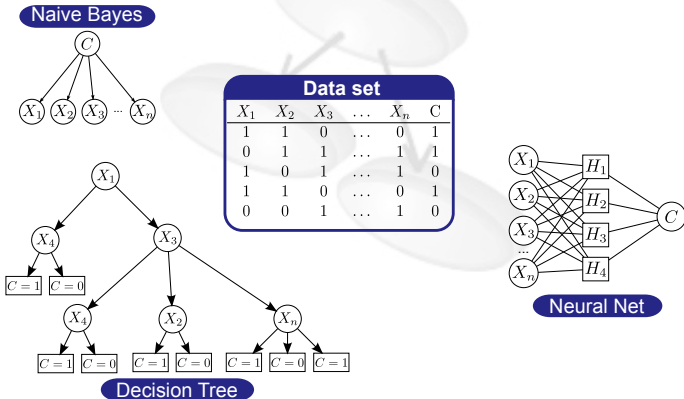 Naive Bayes
C
X₁ X₂ X₃ ... Xₙ
Data set
X₁ X₂ X₃ … Xₙ C
1 1 0 … 0 1
0 1 1 … 1 1
1 0 1 … 1 0
1 1 0 … 0 1
0 0 1 … 1 0
X₁
X₄ X₃
C = 1 C = 0
X₄ X₂ Xₙ
C = 1 C = 0 C = 1 C = 0 C = 1 C = 0 C = 1
Decision Tree
X₁ H₁
X₂ H₂
C
X₃ H₃
...
Xₙ H₄
Neural Net